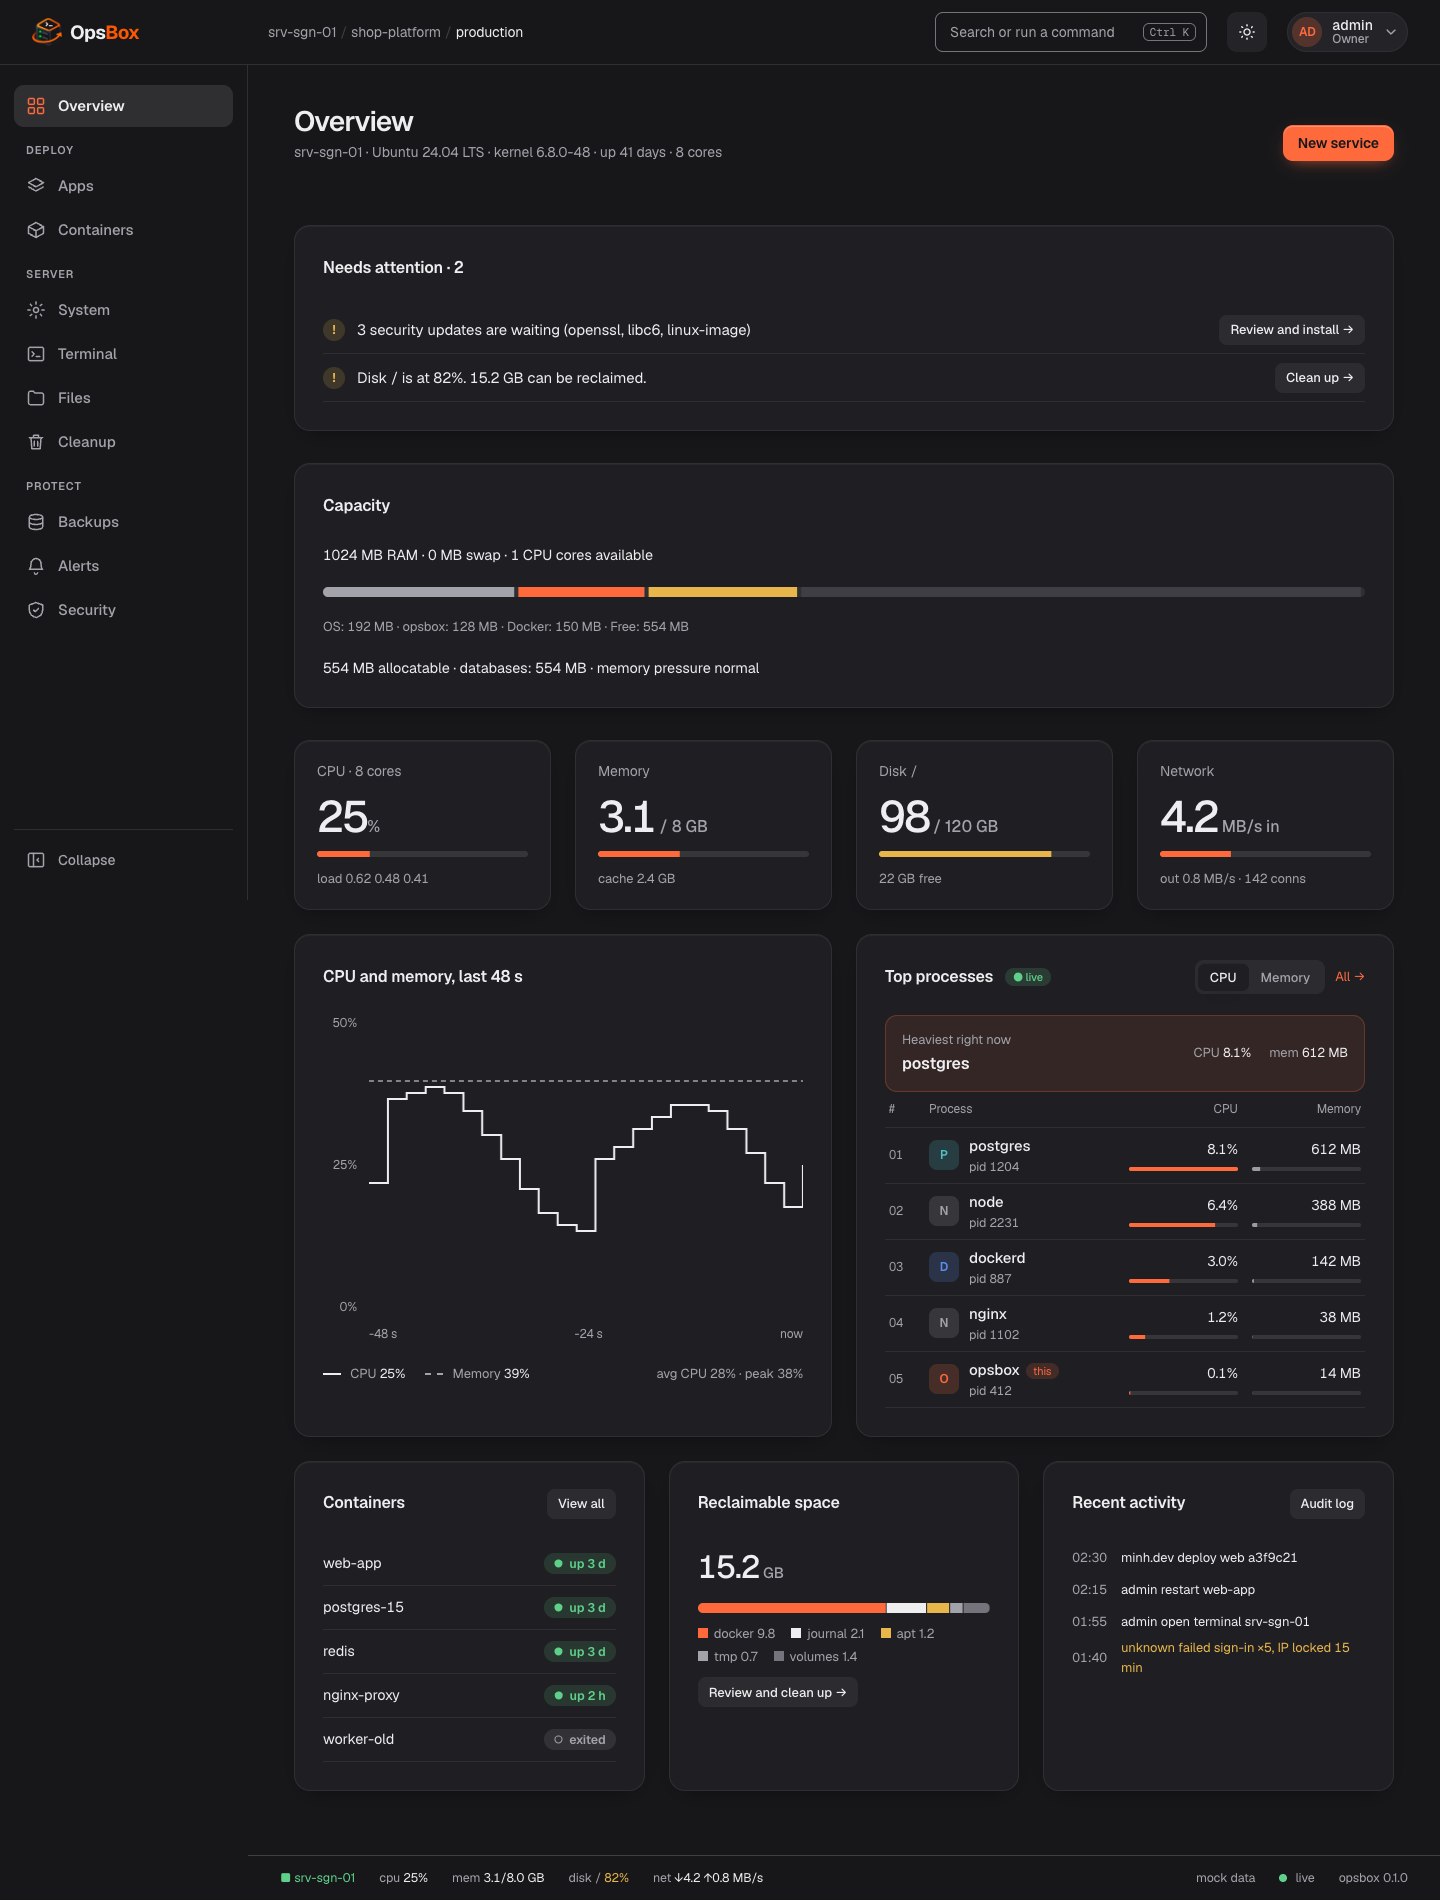 OpsBox
srv-sgn-01 / shop-platform / production
Search or run a command Ctrl K
AD admin
Owner
Overview
DEPLOY
Apps
Containers
SERVER
System
Terminal
Files
Cleanup
PROTECT
Backups
Alerts
Security
Collapse
Overview
srv-sgn-01 · Ubuntu 24.04 LTS · kernel 6.8.0-48 · up 41 days · 8 cores
New service
Needs attention · 2
! 3 security updates are waiting (openssl, libc6, linux-image) Review and install →
! Disk / is at 82%. 15.2 GB can be reclaimed. Clean up →
Capacity
1024 MB RAM · 0 MB swap · 1 CPU cores available
OS: 192 MB · opsbox: 128 MB · Docker: 150 MB · Free: 554 MB
554 MB allocatable · databases: 554 MB · memory pressure normal
CPU · 8 cores
25%
load 0.62 0.48 0.41
Memory
3.1 / 8 GB
cache 2.4 GB
Disk /
98 / 120 GB
22 GB free
Network
4.2 MB/s in
out 0.8 MB/s · 142 conns
CPU and memory, last 48 s
50%
25%
0%
-48 s -24 s now
CPU 25% Memory 39% avg CPU 28% · peak 38%
Top processes live CPU Memory All →
Heaviest right now
postgres
CPU 8.1% mem 612 MB
# Process CPU Memory
01 P postgres 8.1% 612 MB
pid 1204
02 N node 6.4% 388 MB
pid 2231
03 D dockerd 3.0% 142 MB
pid 887
04 N nginx 1.2% 38 MB
pid 1102
05 O opsbox this 0.1% 14 MB
pid 412
Containers View all
web-app up 3 d
postgres-15 up 3 d
redis up 3 d
nginx-proxy up 2 h
worker-old exited
Reclaimable space
15.2 GB
docker 9.8 journal 2.1 apt 1.2
tmp 0.7 volumes 1.4
Review and clean up →
Recent activity Audit log
02:30 minh.dev deploy web a3f9c21
02:15 admin restart web-app
01:55 admin open terminal srv-sgn-01
01:40 unknown failed sign-in ×5, IP locked 15
min
srv-sgn-01 cpu 25% mem 3.1/8.0 GB disk / 82% net ↓4.2 ↑0.8 MB/s mock data live opsbox 0.1.0